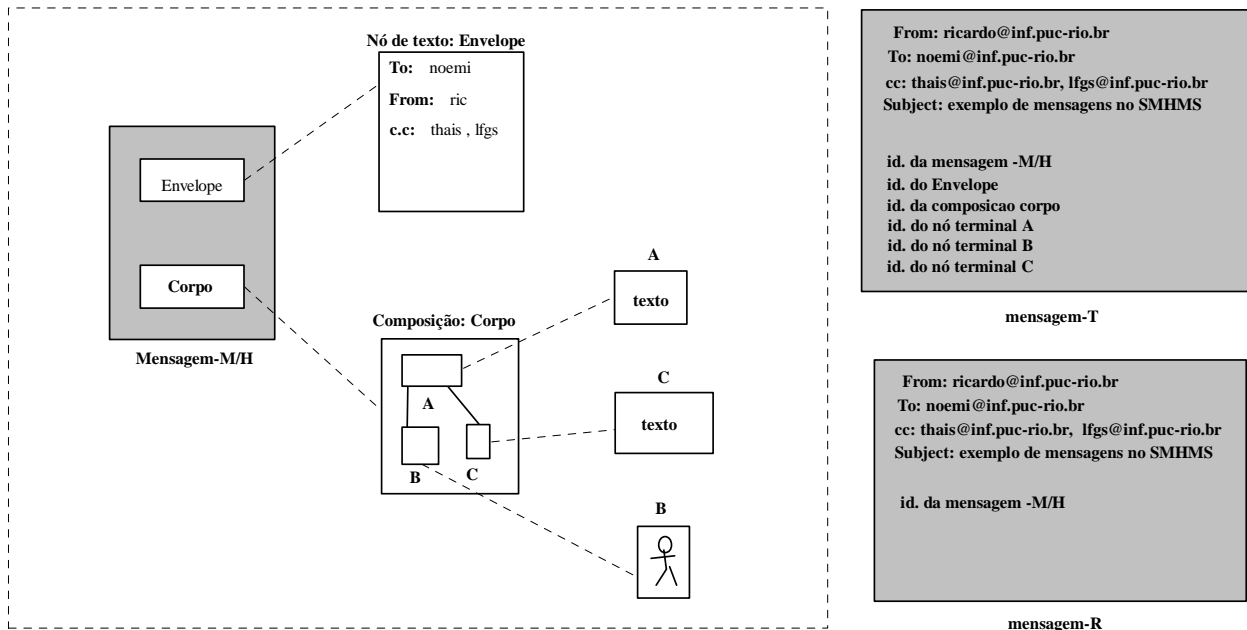 Nó de texto: Envelope
To: noemi
From: ric
c.c: thais , lfgs
Envelope
Corpo
Mensagem-M/H
Composição: Corpo
A
B
C
A
texto
C
texto
B
From: ricardo@inf.puc-rio.br
To: noemi@inf.puc-rio.br
cc: thais@inf.puc-rio.br, lfgs@inf.puc-rio.br
Subject: exemplo de mensagens no SMHMS
id. da mensagem -M/H
id. do Envelope
id. da composicao corpo
id. do nó terminal A
id. do nó terminal B
id. do nó terminal C
mensagem-T
From: ricardo@inf.puc-rio.br
To: noemi@inf.puc-rio.br
cc: thais@inf.puc-rio.br, lfgs@inf.puc-rio.br
Subject: exemplo de mensagens no SMHMS
id. da mensagem -M/H
mensagem-R